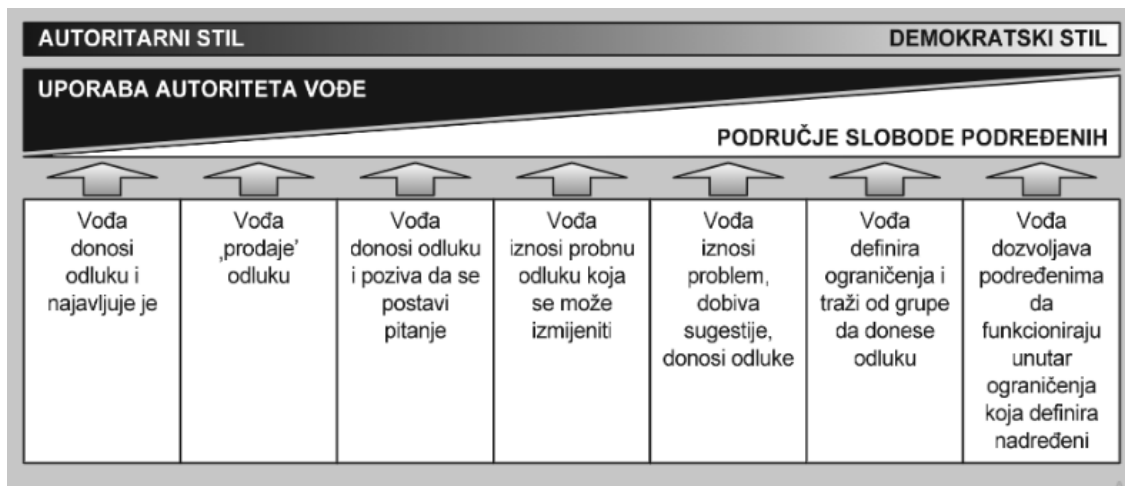 AUTORITARNI STIL
DEMOKRATSKI STIL
UPORABA AUTORITETA VOĐE
PODRUČJE SLOBODE PODREĐENIH
Vođa
donosi
odluku i
najavljuje je
Vođa
‚prodaje’
odluku
Vođa
donosi odluku
i poziva da se
postavi
pitanje
Vođa
iznosi probnu
odluku koja
se može
izmijeniti
Vođa
iznosi
problem,
dobiva
sugestije,
donosi odluke
Vođa
definira
ograničenja i
traži od grupe
da donese
odluku
Vođa
dozvoljava
podređenima
da
funkcioniraju
unutar
ograničenja
koja definira
nadređeni